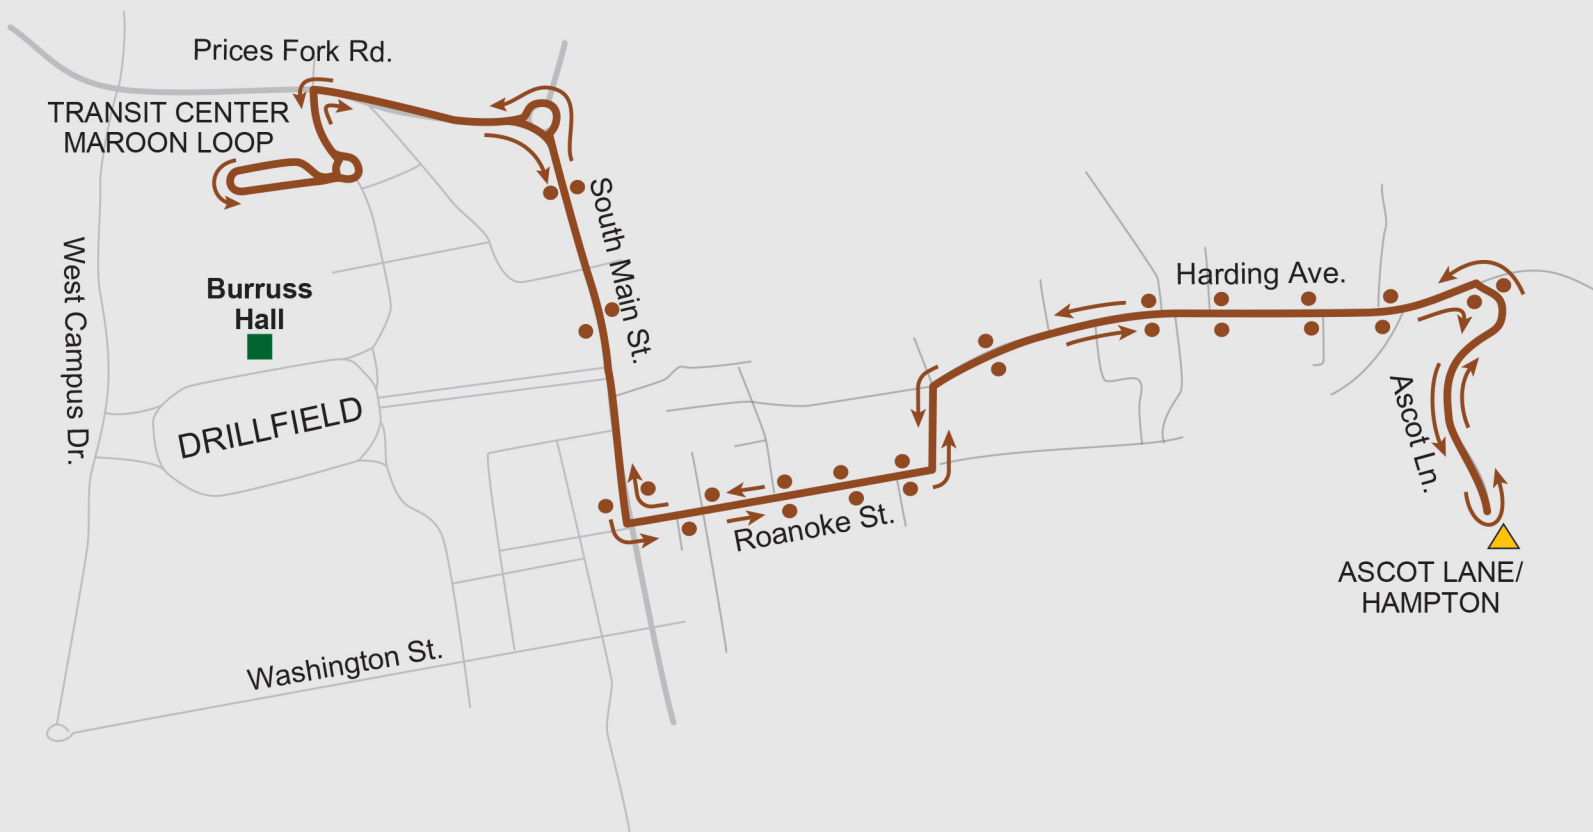 Prices Fork Rd.
TRANSIT CENTER
MAROON LOOP
South Main St.
West Campus Dr.
Burruss
Hall
Harding Ave.
DRILLFIELD
Ascot Ln.
Roanoke St.
ASCOT LANE/
HAMPTON
Washington St.